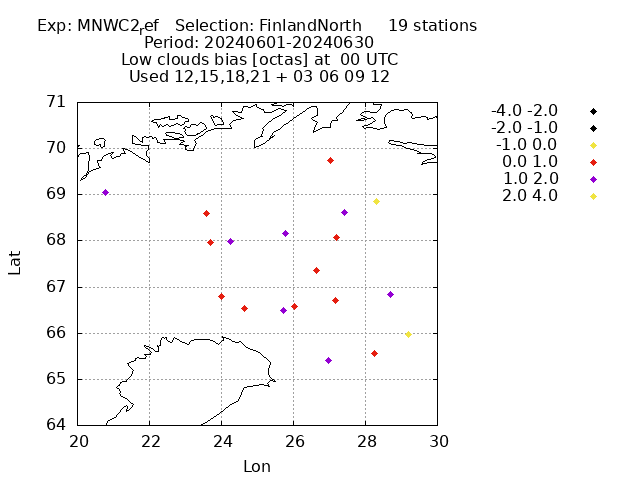 Exp: MNWC2ref   Selection: FinlandNorth     19 stations
Period: 20240601-20240630
Low clouds bias [octas] at  00 UTC
Used 12,15,18,21 + 03 06 09 12
-4.0 -2.0
-2.0 -1.0
-1.0 0.0
0.0 1.0
1.0 2.0
2.0 4.0
71
70
69
68
67
66
65
64
Lat
20 22 24 26 28 30
Lon